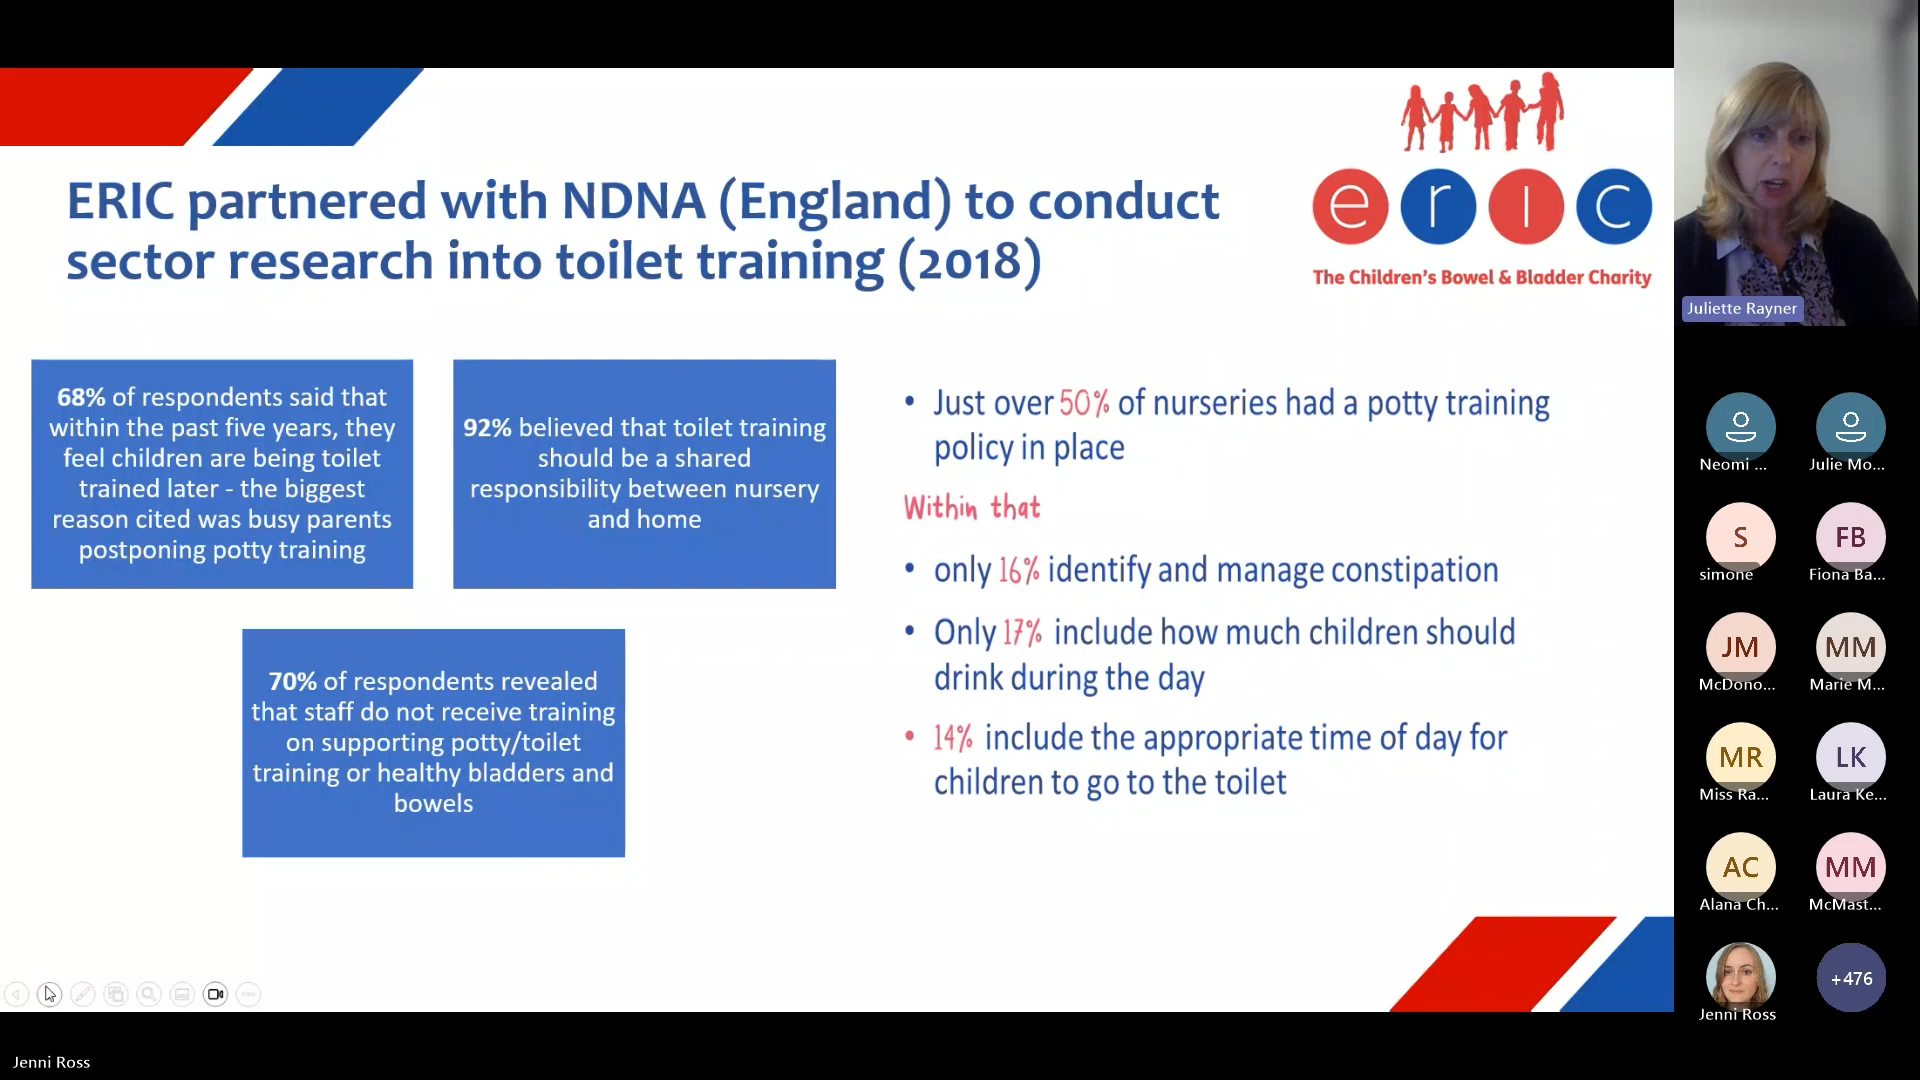 ERIC partnered with NDNA (England) to conduct
sector research into toilet training (2018)
eric
The Children's Bowel & Bladder Charity
68% of respondents said that
within the past five years, they
feel children are being toilet
trained later - the biggest
reason cited was busy parents
postponing potty training
92% believed that toilet training
should be a shared
responsibility between nursery
and home
70% of respondents revealed
that staff do not receive training
on supporting potty/toilet
training or healthy bladders and
bowels
• Just over 50% of nurseries had a potty training
policy in place
Within that
• only 16% identify and manage constipation
• Only 17% include how much children should
drink during the day
• 14% include the appropriate time of day for
children to go to the toilet
Juliette Rayner
Neomi ...
Julie Mo...
S
simone
FB
Fiona Ba...
JM
McDono...
MM
Marie M...
MR
Miss Ra...
LK
Laura Ke...
AC
Alana Ch...
MM
McMast...
Jenni Ross
+476
Jenni Ross